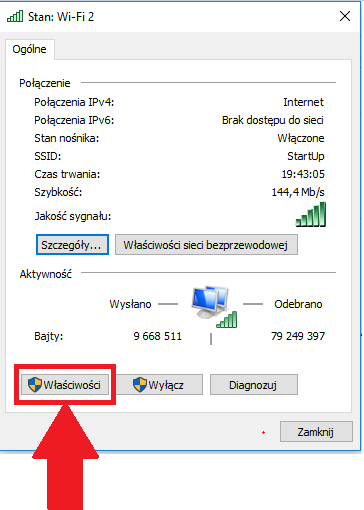 Stan: Wi-Fi 2
Ogólne
Połączenie
Połączenia IPv4: Internet
Połączenia IPv6: Brak dostępu do sieci
Stan nośnika: Włączone
SSID: StartUp
Czas trwania: 19:43:05
Szybkość: 144,4 Mb/s
Jakość sygnału:
Szczegóły... Właściwości sieci bezprzewodowej
Aktywność
Wysłano Odebrano
Bajty: 9 668 511 79 249 397
Właściwości Wyłącz Diagnozuj
Zamknij